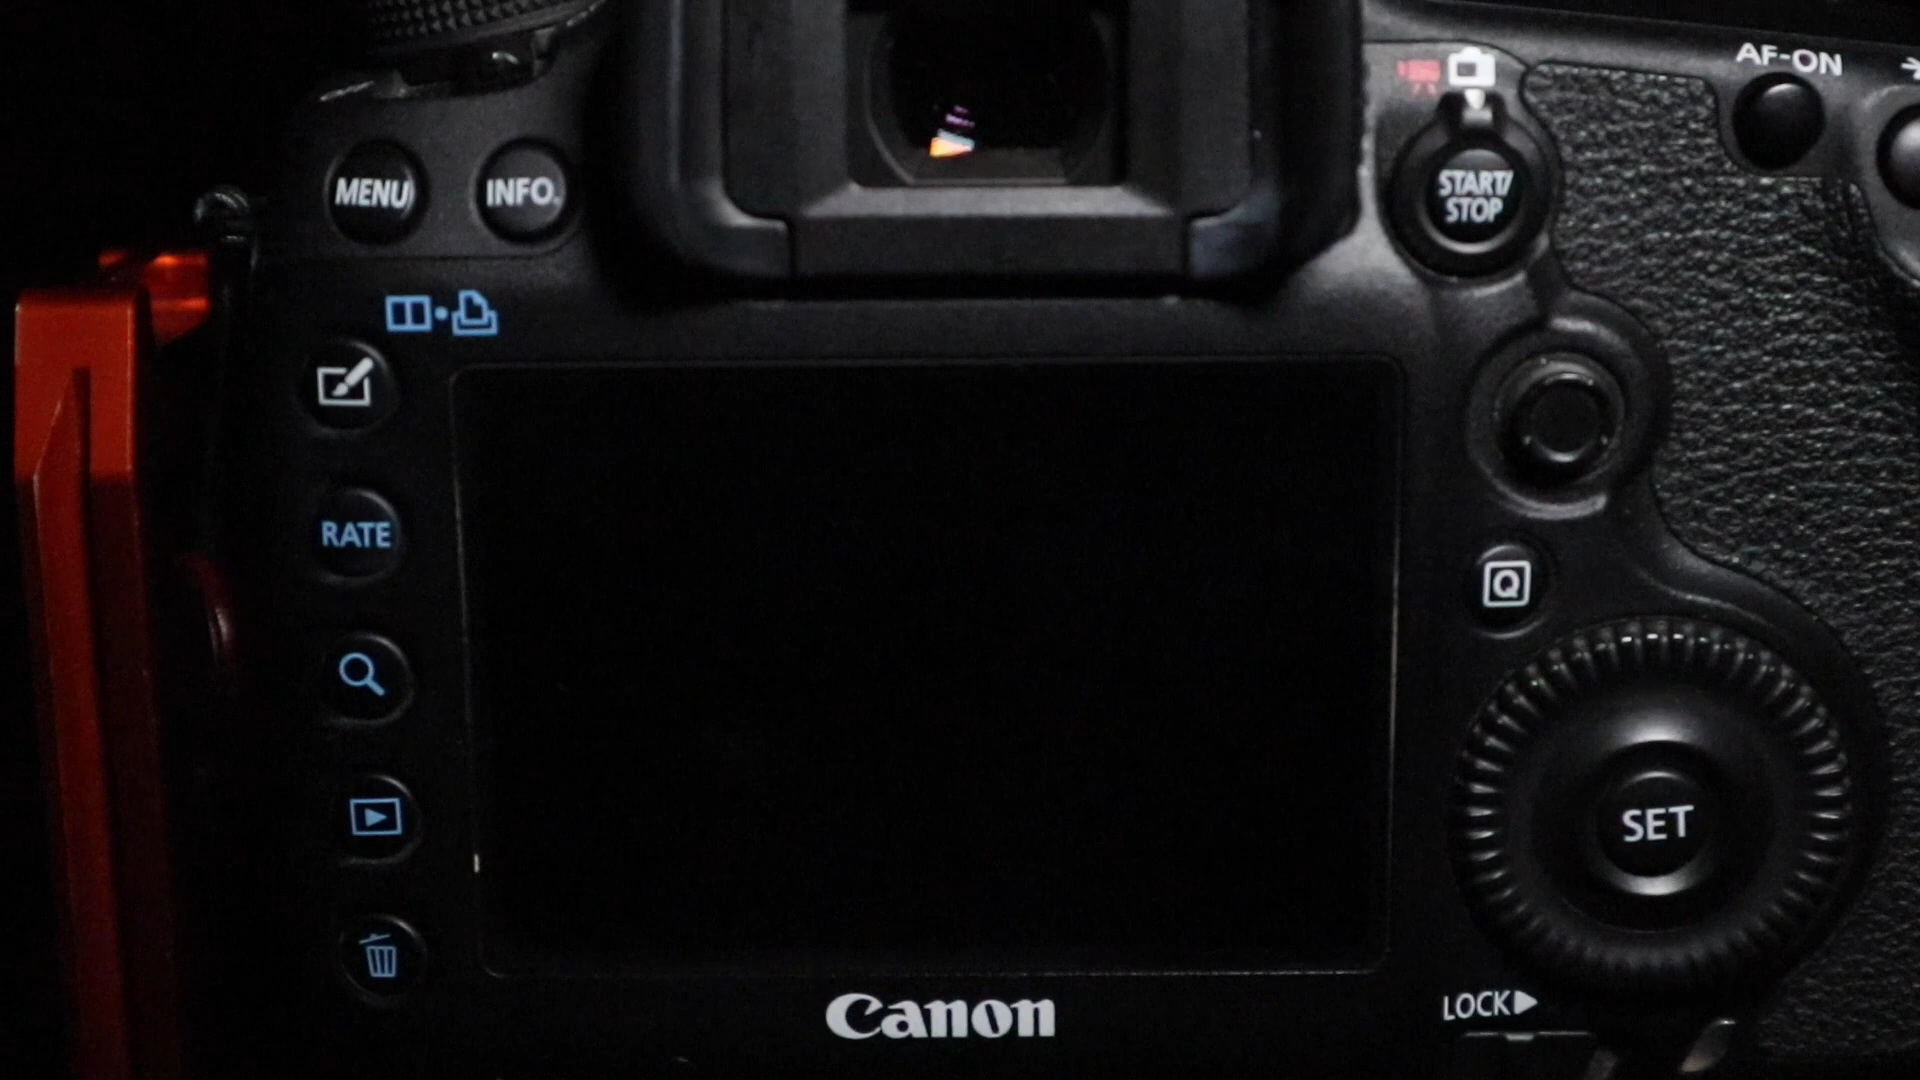 AF-ON
MENU
INFO.
START/
STOP
RATE
Q
SET
Canon
LOCK